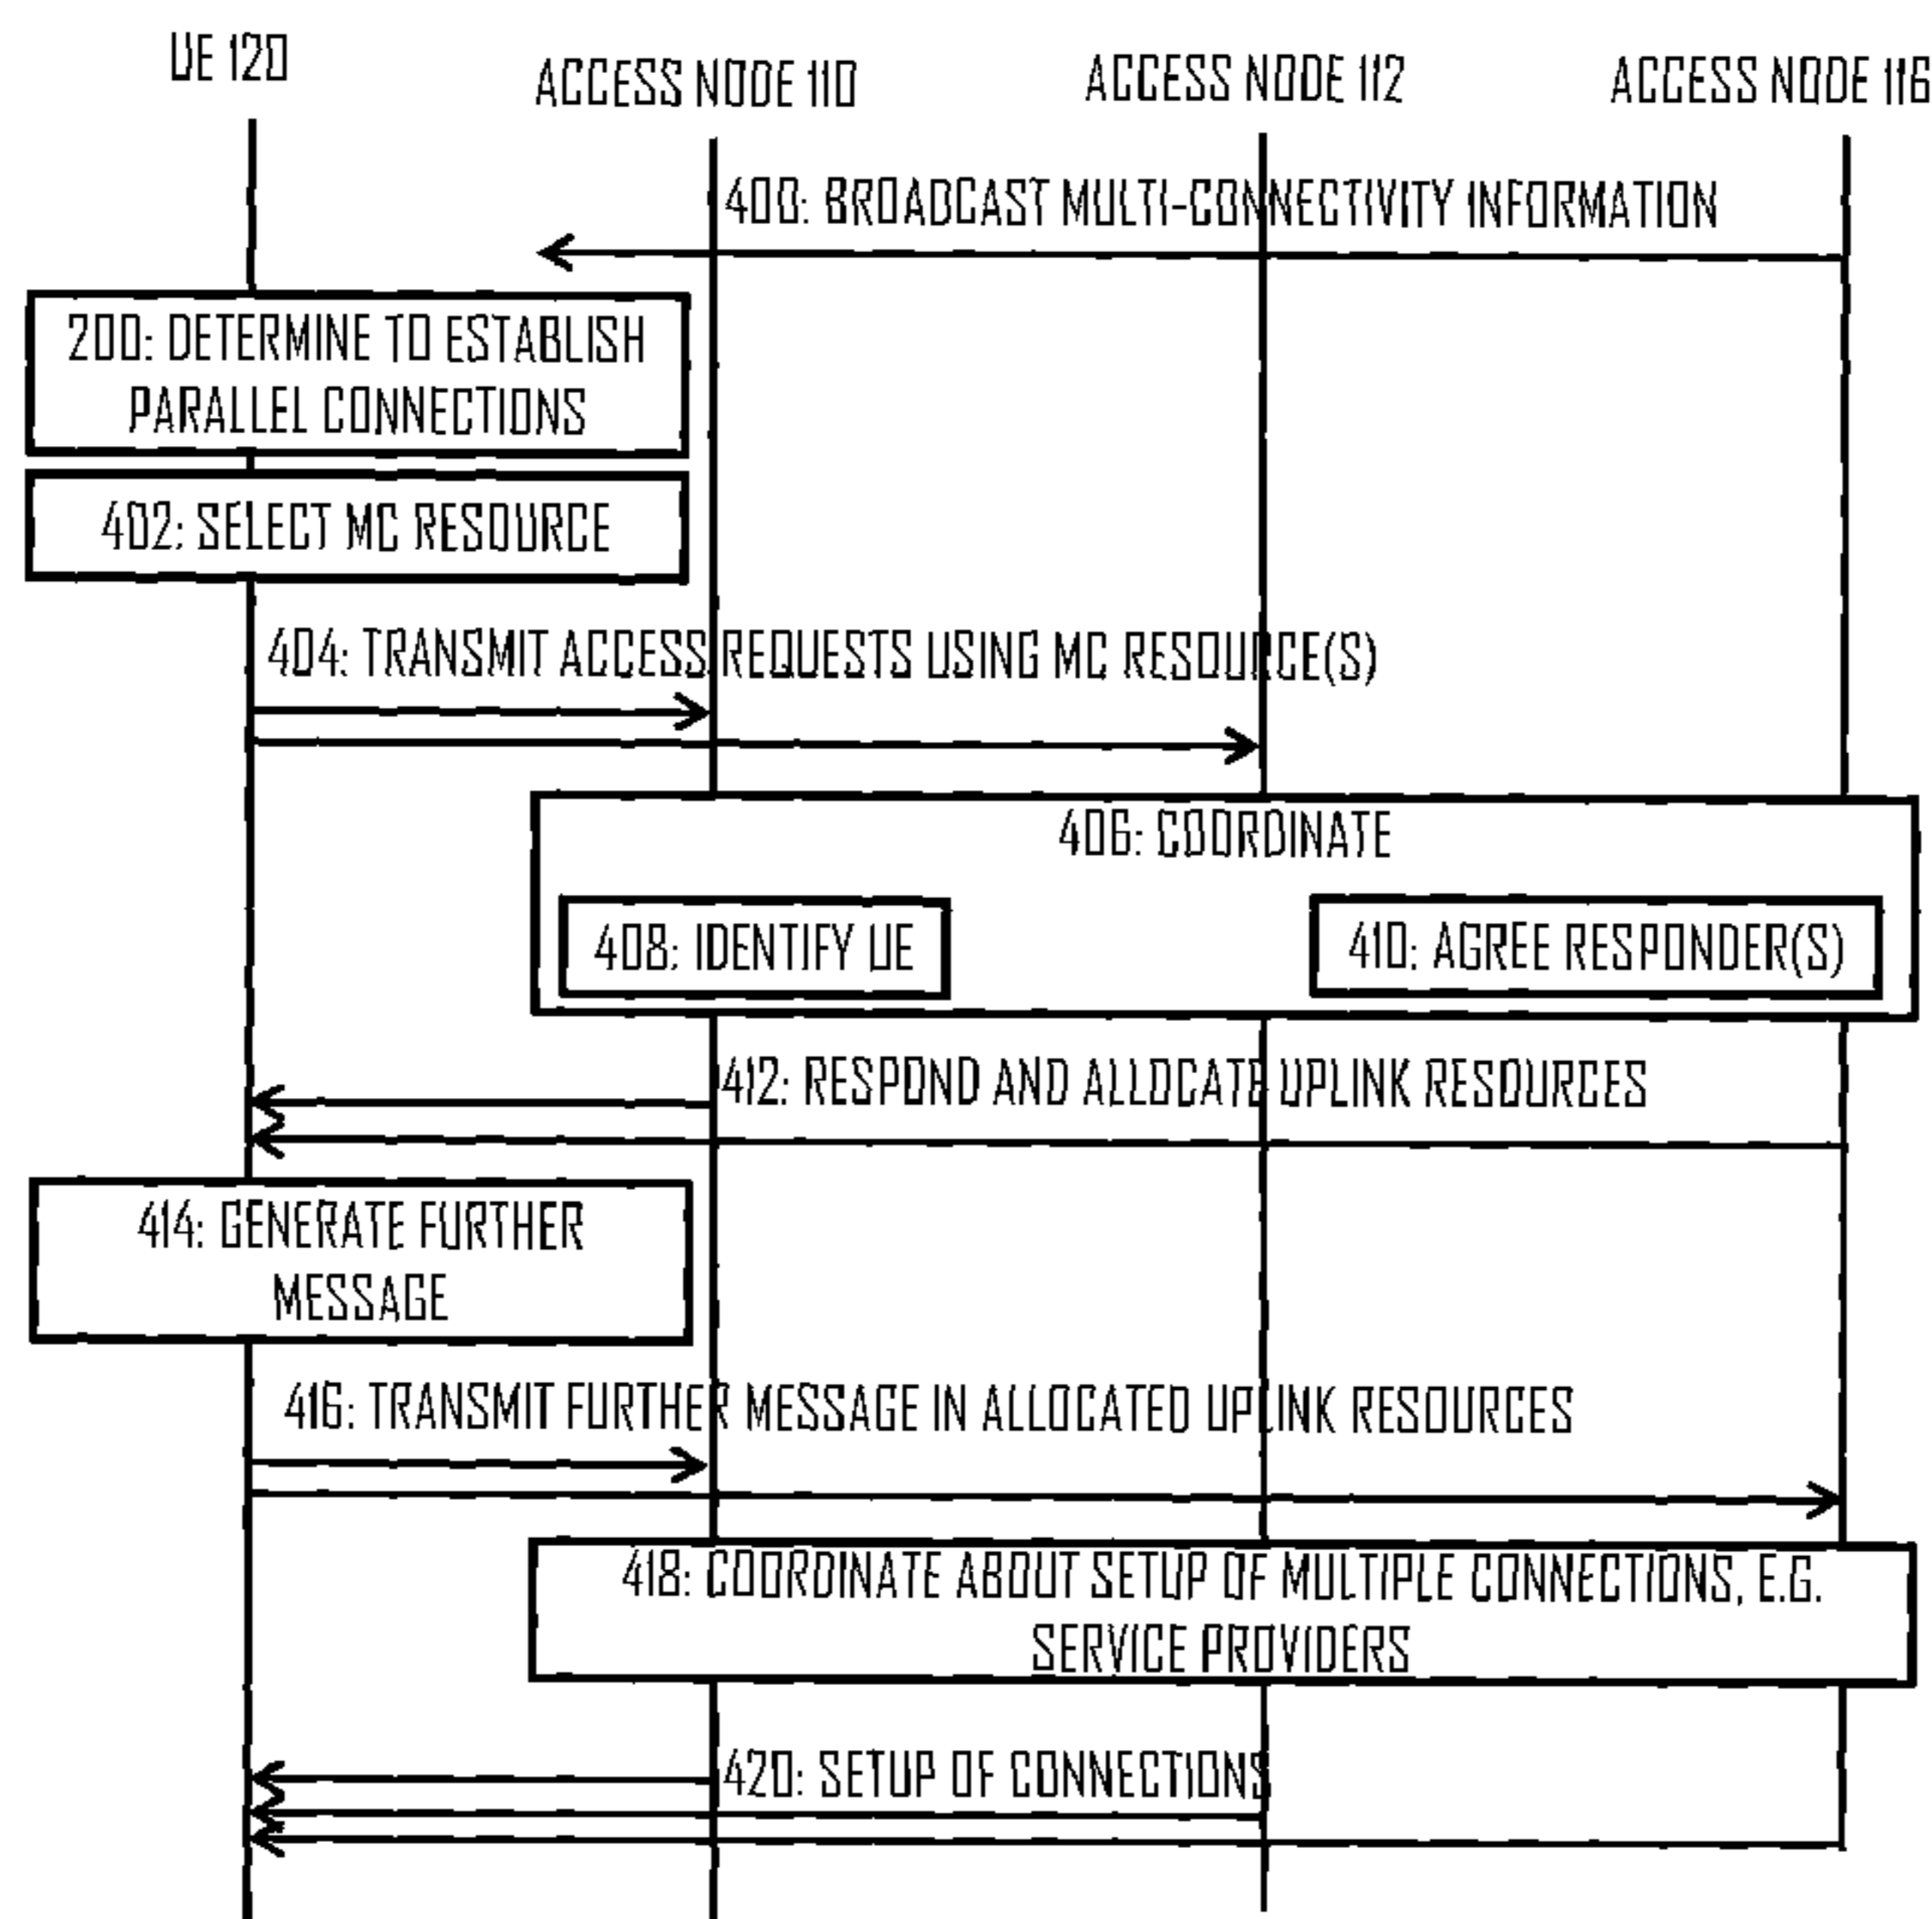 UE 120
ACCESS NODE 110
ACCESS NODE 112
ACCESS NODE 116
400: BROADCAST MULTI-CONNECTIVITY INFORMATION
200: DETERMINE TO ESTABLISH
PARALLEL CONNECTIONS
402: SELECT MC RESOURCE
404: TRANSMIT ACCESS REQUESTS USING MC RESOURCE(S)
406: COORDINATE
408: IDENTIFY UE
410: AGREE RESPONDER(S)
412: RESPOND AND ALLOCATE UPLINK RESOURCES
414: GENERATE FURTHER
MESSAGE
416: TRANSMIT FURTHER MESSAGE IN ALLOCATED UPLINK RESOURCES
418: COORDINATE ABOUT SETUP OF MULTIPLE CONNECTIONS, E.G.
SERVICE PROVIDERS
420: SETUP OF CONNECTIONS